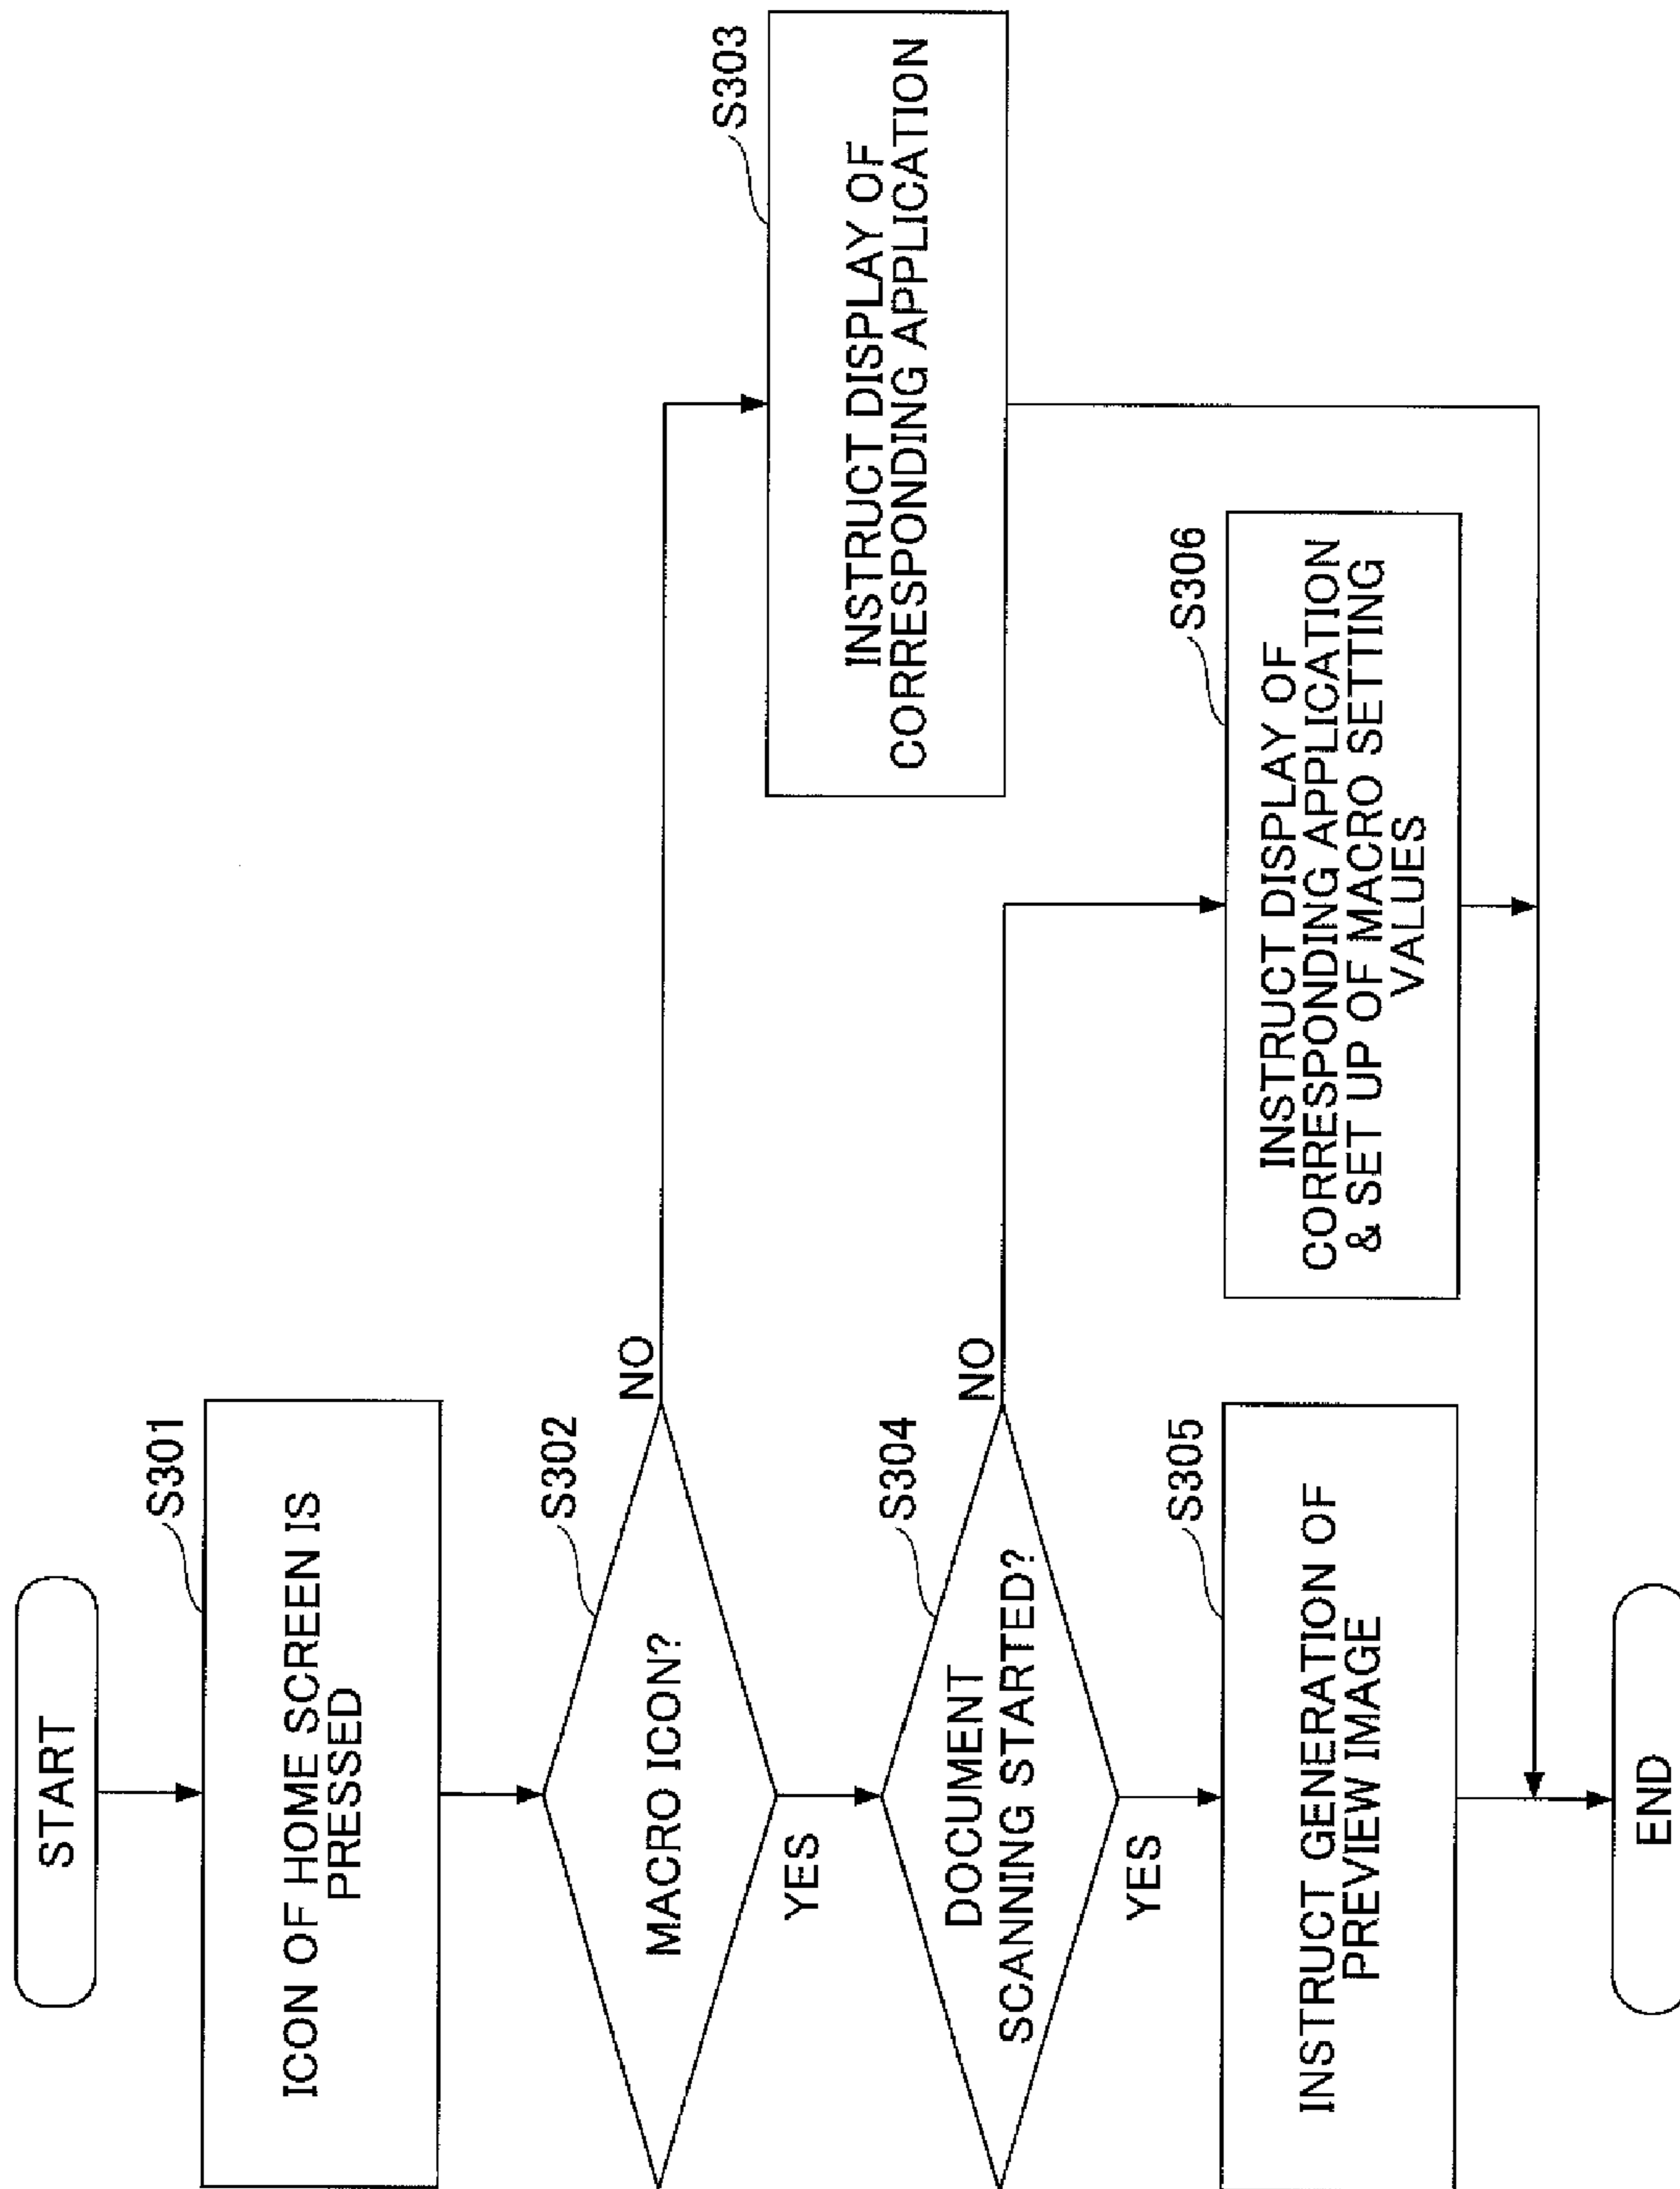 START
S301
ICON OF HOME SCREEN IS
PRESSED
S302
MACRO ICON?
NO
YES
S303
INSTRUCT DISPLAY OF
CORRESPONDING APPLICATION
S304
DOCUMENT
SCANNING STARTED?
NO
YES
S305
INSTRUCT GENERATION OF
PREVIEW IMAGE
S306
INSTRUCT DISPLAY OF
CORRESPONDING APPLICATION
& SET UP OF MACRO SETTING
VALUES
END